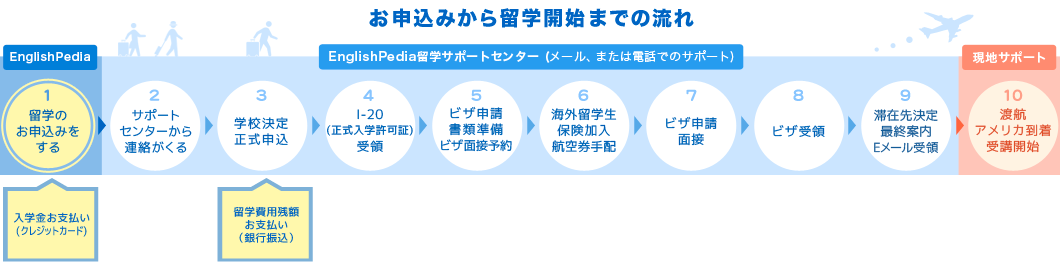 お申込みから留学開始までの流れ
EnglishPedia
EnglishPedia留学サポートセンター (メール、または電話でのサポート)
現地サポート
1
留学の
お申込みを
する
2
サポート
センターから
連絡がくる
3
学校決定
正式申込
4
I-20
(正式入学許可証)
受領
5
ビザ申請
書類準備
ビザ面接予約
6
海外留学生
保険加入
航空券手配
7
ビザ申請
面接
8
ビザ受領
9
滞在先決定
最終案内
Eメール受領
10
渡航
アメリカ到着
受講開始
入学金お支払い
(クレジットカード)
留学費用残額
お支払い
(銀行振込)